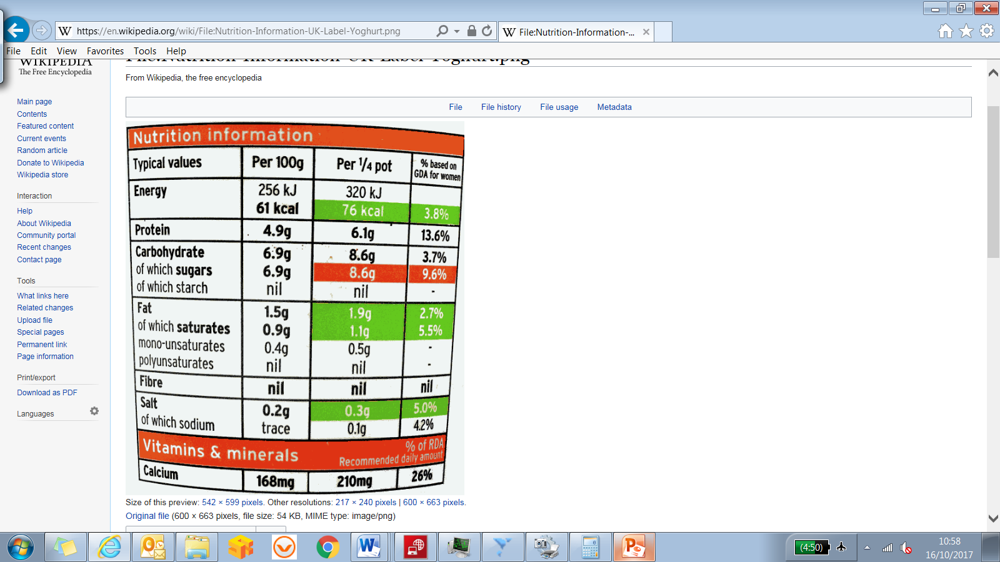 https://en.wikipedia.org/wiki/File:Nutrition-Information-UK-Label-Yoghurt.png
W File:Nutrition-Information-...
File Edit View Favorites Tools Help
WIKIPEDIA
The Free Encyclopedia
File:Nutrition-Information-UK-Label-Yoghurt.png
From Wikipedia, the free encyclopedia
Main page
Contents
Featured content
Current events
Random article
Donate to Wikipedia
Wikipedia store
Interaction
Help
About Wikipedia
Community portal
Recent changes
Contact page
Tools
What links here
Related changes
Upload file
Special pages
Permanent link
Page information
Print/export
Download as PDF
Languages
File File history File usage Metadata
Nutrition information
Typical values Per 100g Per 1/4 pot % based on GDA for women
Energy 256 kJ 320 kJ
61 kcal 76 kcal 3.8%
Protein 4.9g 6.1g 13.6%
Carbohydrate 6.9g 8.6g 3.7%
of which sugars 6.9g 8.6g 9.6%
of which starch nil nil -
Fat 1.5g 1.9g 2.7%
of which saturates 0.9g 1.1g 5.5%
mono-unsaturates 0.4g 0.5g -
polyunsaturates nil nil -
Fibre nil nil nil
Salt 0.2g 0.3g 5.0%
of which sodium trace 0.1g 4.2%
Vitamins & minerals % of RDA
Recommended daily amount
Calcium 168mg 210mg 26%
Size of this preview: 542 × 599 pixels. Other resolutions: 217 × 240 pixels | 600 × 663 pixels.
Original file (600 × 663 pixels, file size: 54 KB, MIME type: image/png)
(4:50)
10:58
16/10/2017